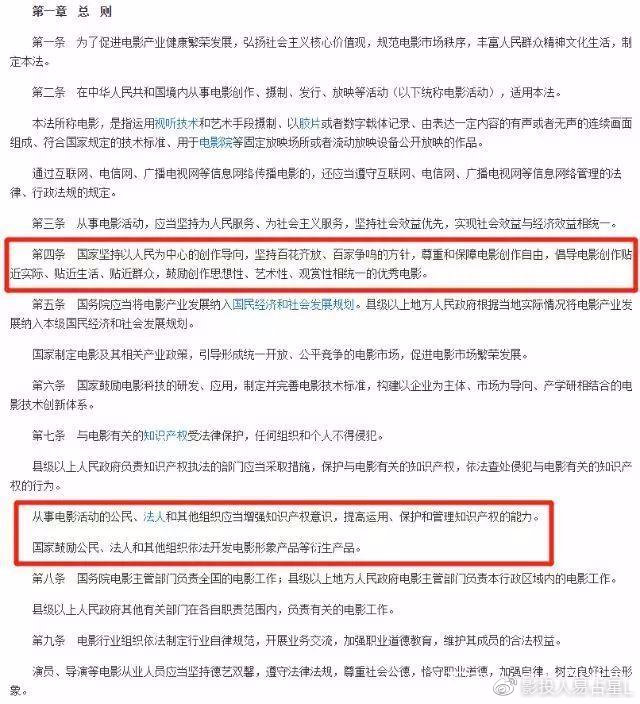 第一章 总 则
第一条 为了促进电影产业健康繁荣发展，弘扬社会主义核心价值观，规范电影市场秩序，丰富人民群众精神文化生活，制
定本法。
第二条 在中华人民共和国境内从事电影创作、摄制、发行、放映等活动（以下统称电影活动），适用本法。
本法所称电影，是指运用视听技术和艺术手段摄制、以胶片或者数字载体记录、由表达一定内容的有声或者无声的连续画面
组成、符合国家规定的技术标准、用于电影院等固定放映场所或者流动放映设备公开放映的作品。
通过互联网、电信网、广播电视网等信息网络传播电影的，还应当遵守互联网、电信网、广播电视网等信息网络管理的法
律、行政法规的规定。
第三条 从事电影活动，应当坚持为人民服务、为社会主义服务，坚持社会效益优先，实现社会效益与经济效益相统一。
第四条 国家坚持以人民为中心的创作导向，坚持百花齐放、百家争鸣的方针，尊重和保障电影创作自由，倡导电影创作贴
近实际、贴近生活、贴近群众，鼓励创作思想性、艺术性、观赏性相统一的优秀电影。
第五条 国务院应当将电影产业发展纳入国民经济和社会发展规划。县级以上地方人民政府根据当地实际情况将电影产业发
展纳入本级国民经济和社会发展规划。
国家制定电影及其相关产业政策，引导形成统一开放、公平竞争的电影市场，促进电影市场繁荣发展。
第六条 国家鼓励电影科技的研发、应用，制定并完善电影技术标准，构建以企业为主体、市场为导向、产学研相结合的电
影技术创新体系。
第七条 与电影有关的知识产权受法律保护，任何组织和个人不得侵犯。
县级以上人民政府负责知识产权执法的部门应当采取措施，保护与电影有关的知识产权，依法查处侵犯与电影有关的知识产
权的行为。
从事电影活动的公民、法人和其他组织应当增强知识产权意识，提高运用、保护和管理知识产权的能力。
国家鼓励公民、法人和其他组织依法开发电影形象产品等衍生产品。
第八条 国务院电影主管部门负责全国的电影工作；县级以上地方人民政府电影主管部门负责本行政区域内的电影工作。
县级以上人民政府其他有关部门在各自职责范围内，负责有关的电影工作。
第九条 电影行业组织依法制定行业自律规范，开展业务交流，加强职业道德教育，维护其成员的合法权益。
演员、导演等电影从业人员应当坚持德艺双馨，遵守法律法规，尊重社会公德，恪守职业道德，加强自律，树立良好社会
形象。
影投人易占星L